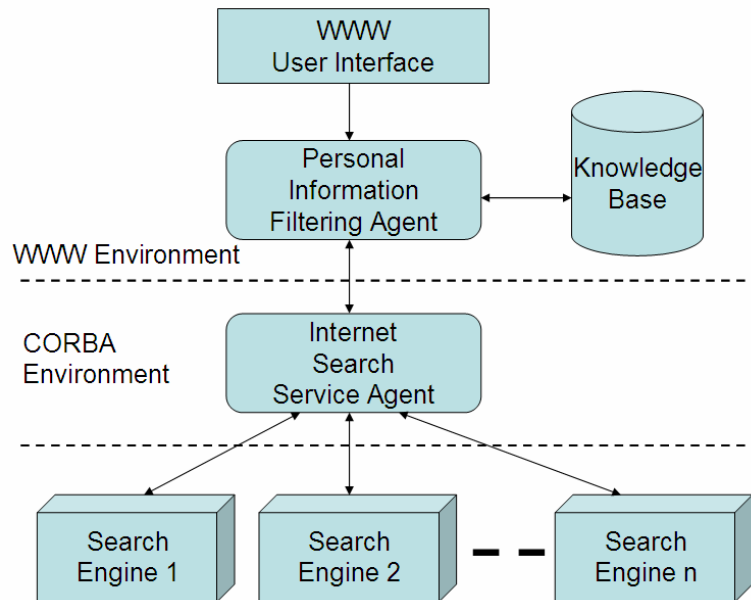 WWW
User Interface
Personal
Information
Filtering Agent
Knowledge
Base
WWW Environment
CORBA
Environment
Internet
Search
Service Agent
Search
Engine 1
Search
Engine 2
Search
Engine n